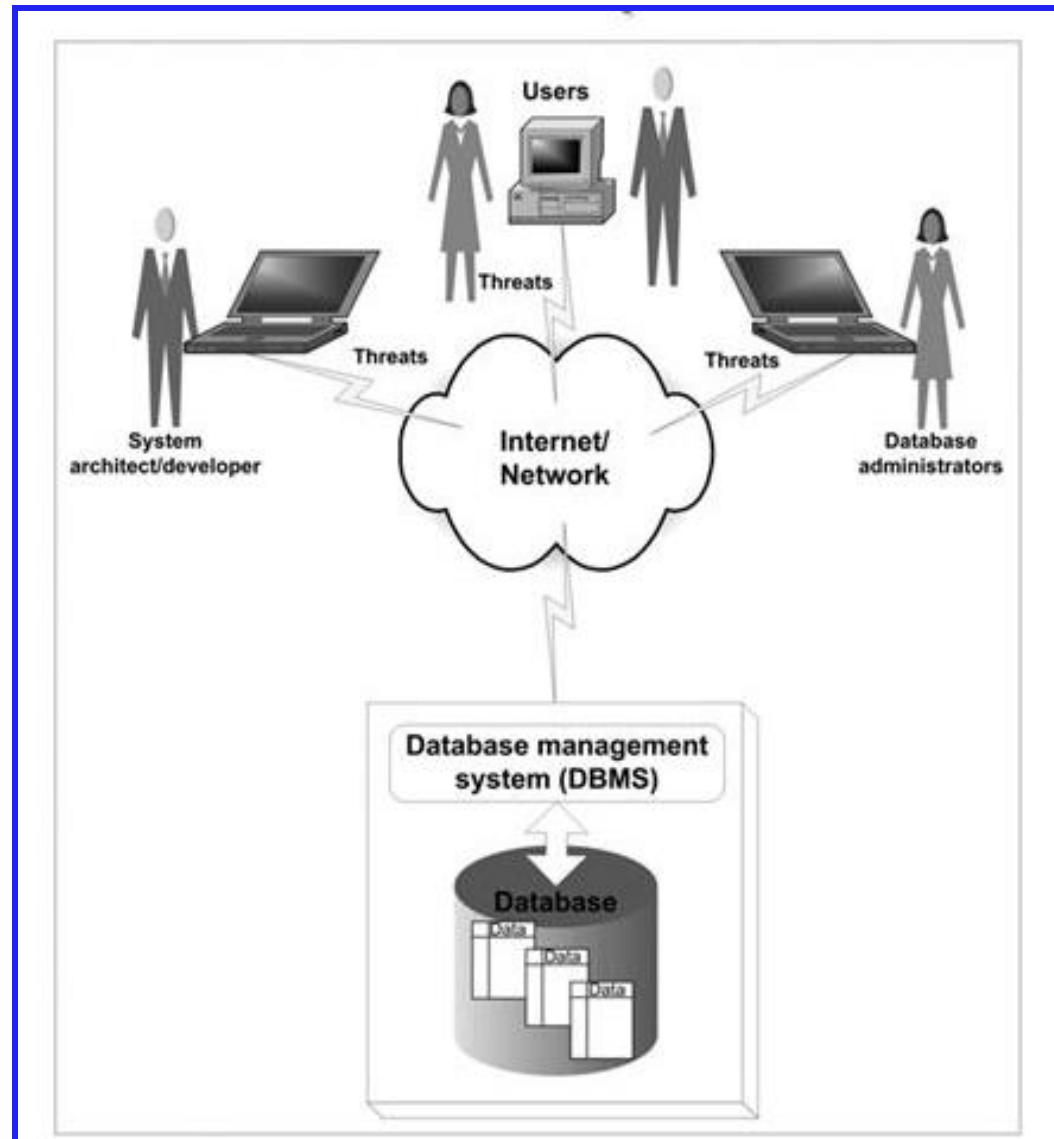 Users
Threats
Threats
Threats
System
architect/developer
Internet/
Network
Database
administrators
Database management
system (DBMS)
Database
Data
Data
Data